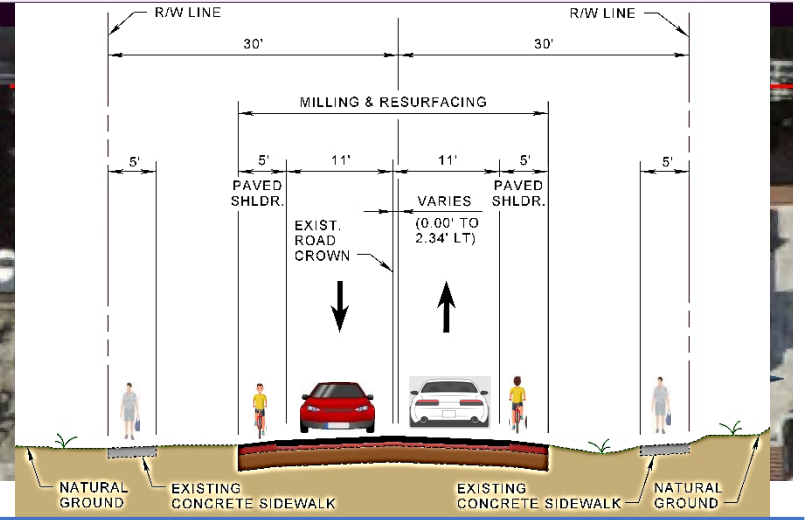 R/W LINE
R/W LINE
30'
30'
MILLING & RESURFACING
5'
5'
11'
11'
5'
5'
PAVED
SHLDR.
VARIES
(0.00' TO
2.34' LT)
PAVED
SHLDR.
EXIST.
ROAD
CROWN
NATURAL
GROUND
EXISTING
CONCRETE SIDEWALK
EXISTING
CONCRETE SIDEWALK
NATURAL
GROUND